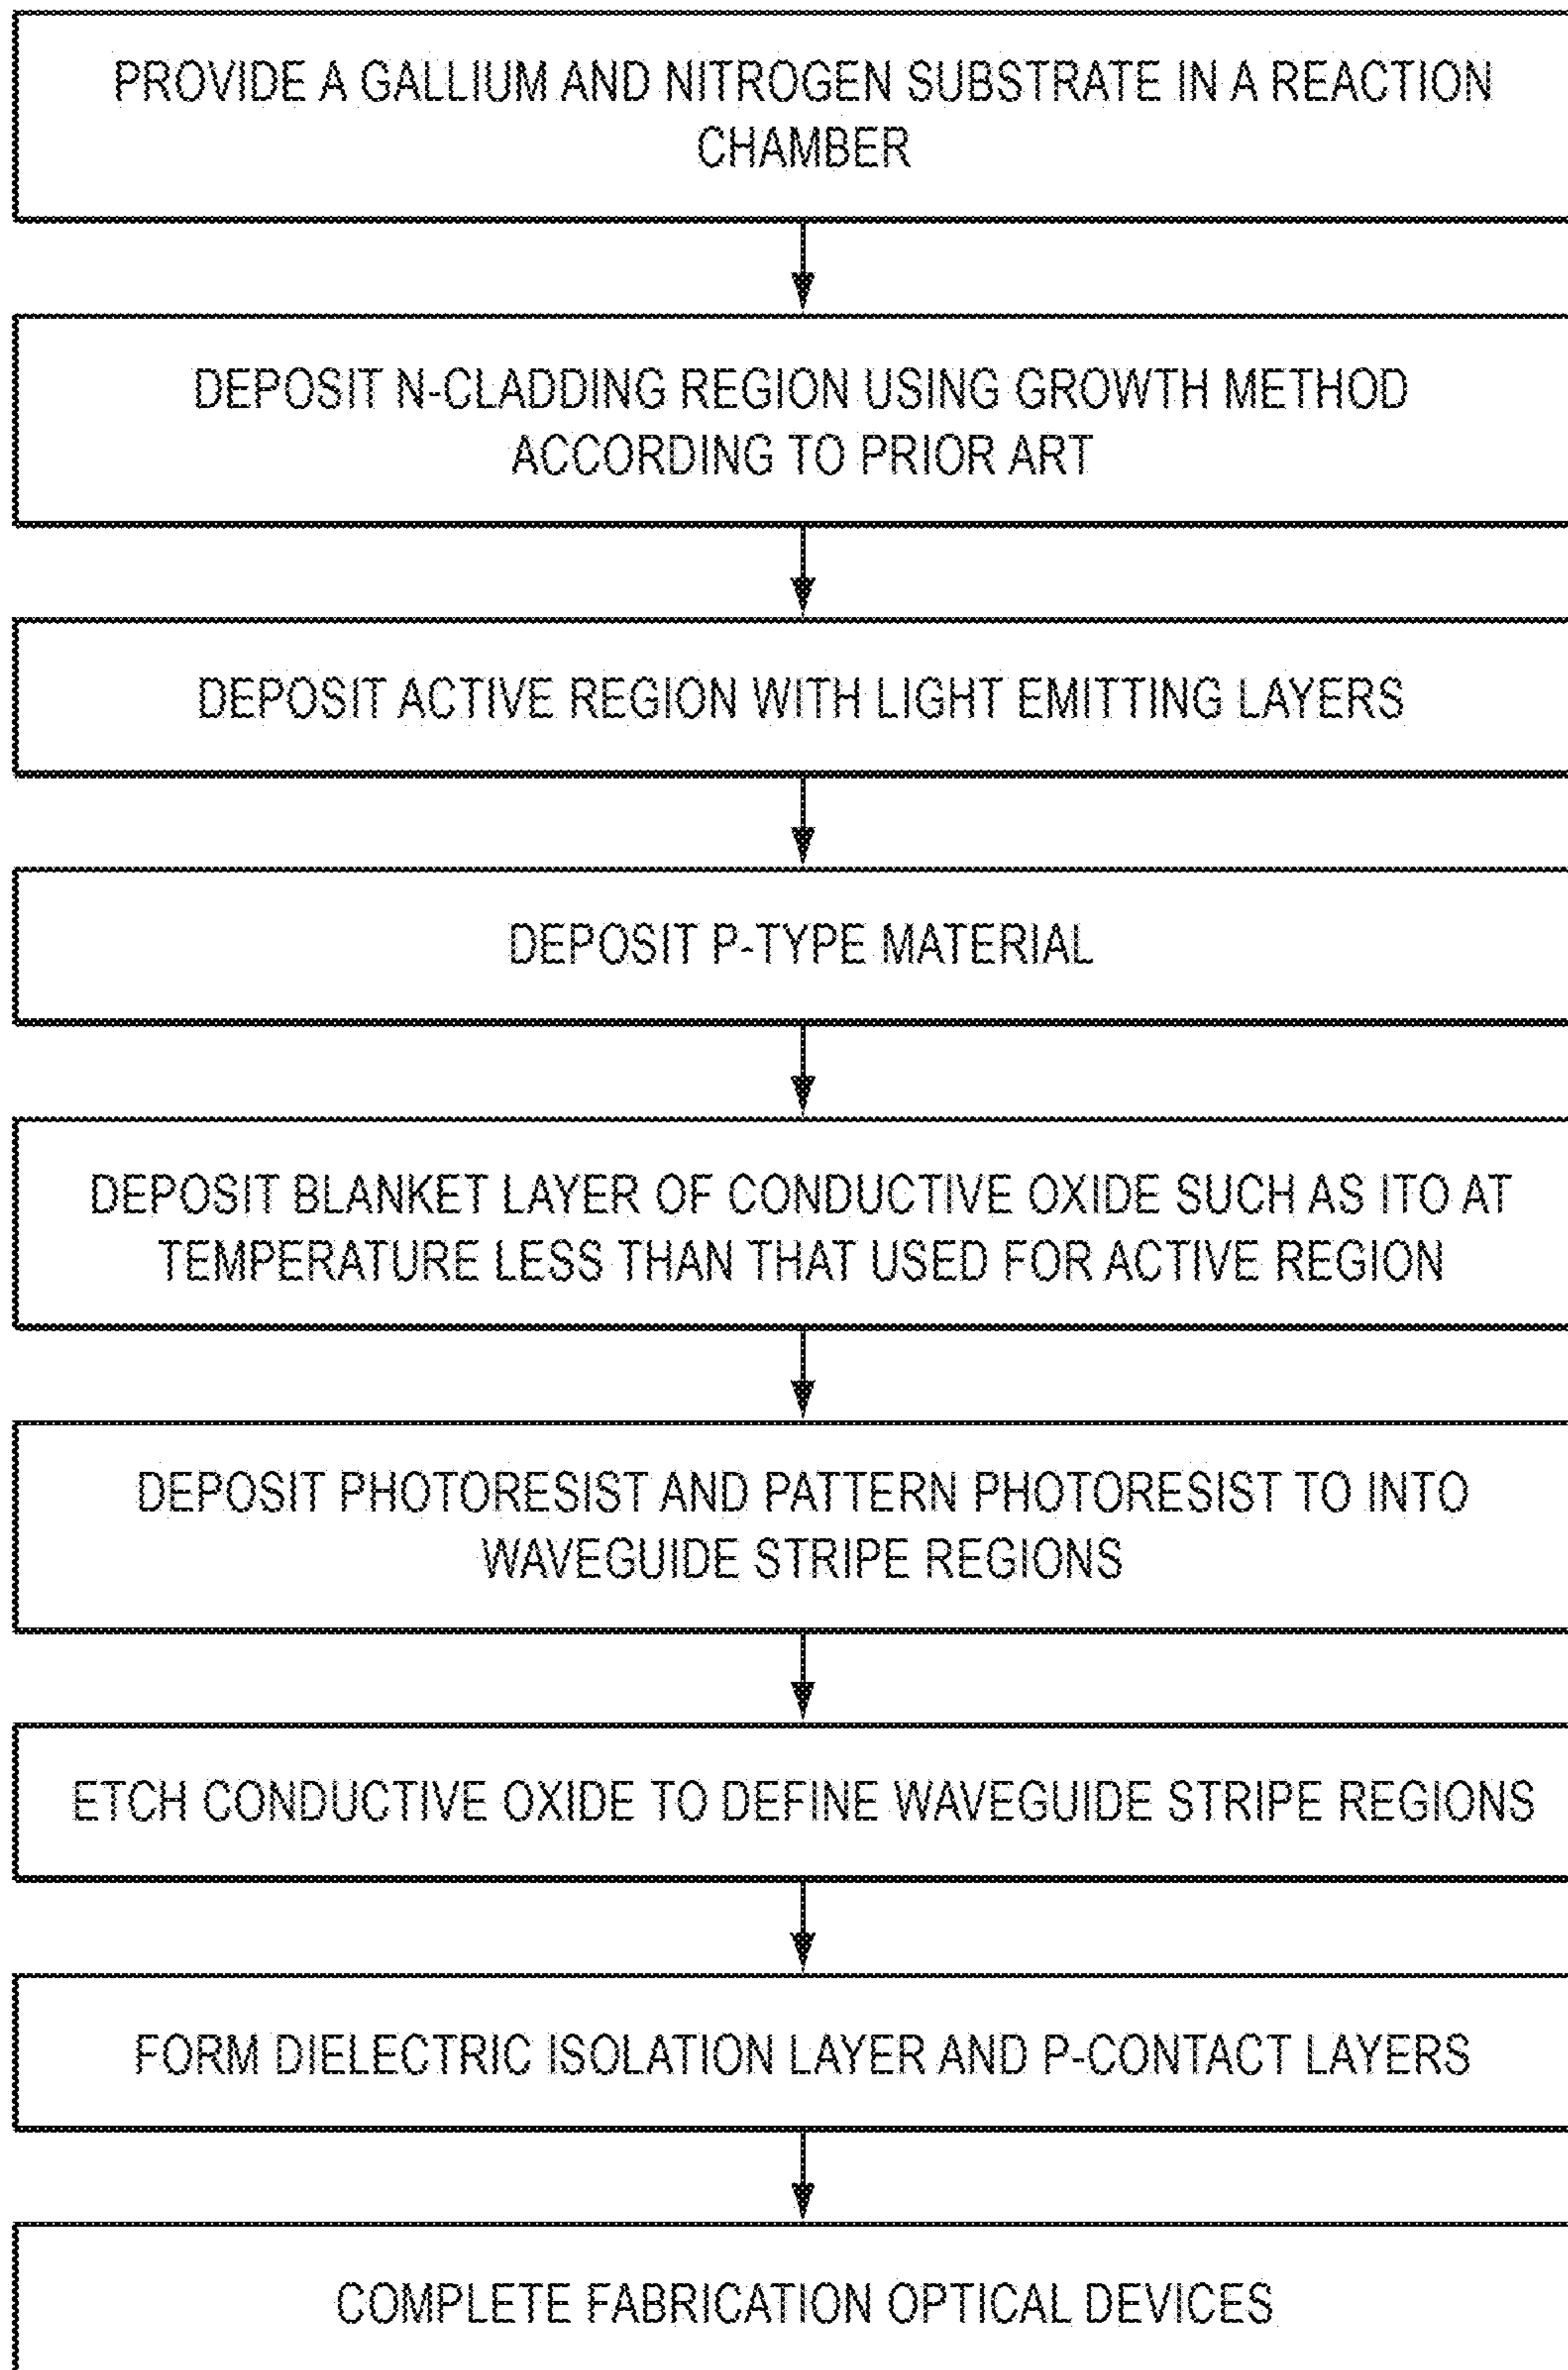 PROVIDE A GALLIUM AND NITROGEN SUBSTRATE IN A REACTION
CHAMBER
DEPOSIT N-CLADDING REGION USING GROWTH METHOD
ACCORDING TO PRIOR ART
DEPOSIT ACTIVE REGION WITH LIGHT EMITTING LAYERS
DEPOSIT P-TYPE MATERIAL
DEPOSIT BLANKET LAYER OF CONDUCTIVE OXIDE SUCH AS ITO AT
TEMPERATURE LESS THAN THAT USED FOR ACTIVE REGION
DEPOSIT PHOTORESIST AND PATTERN PHOTORESIST TO INTO
WAVEGUIDE STRIPE REGIONS
ETCH CONDUCTIVE OXIDE TO DEFINE WAVEGUIDE STRIPE REGIONS
FORM DIELECTRIC ISOLATION LAYER AND P-CONTACT LAYERS
COMPLETE FABRICATION OPTICAL DEVICES